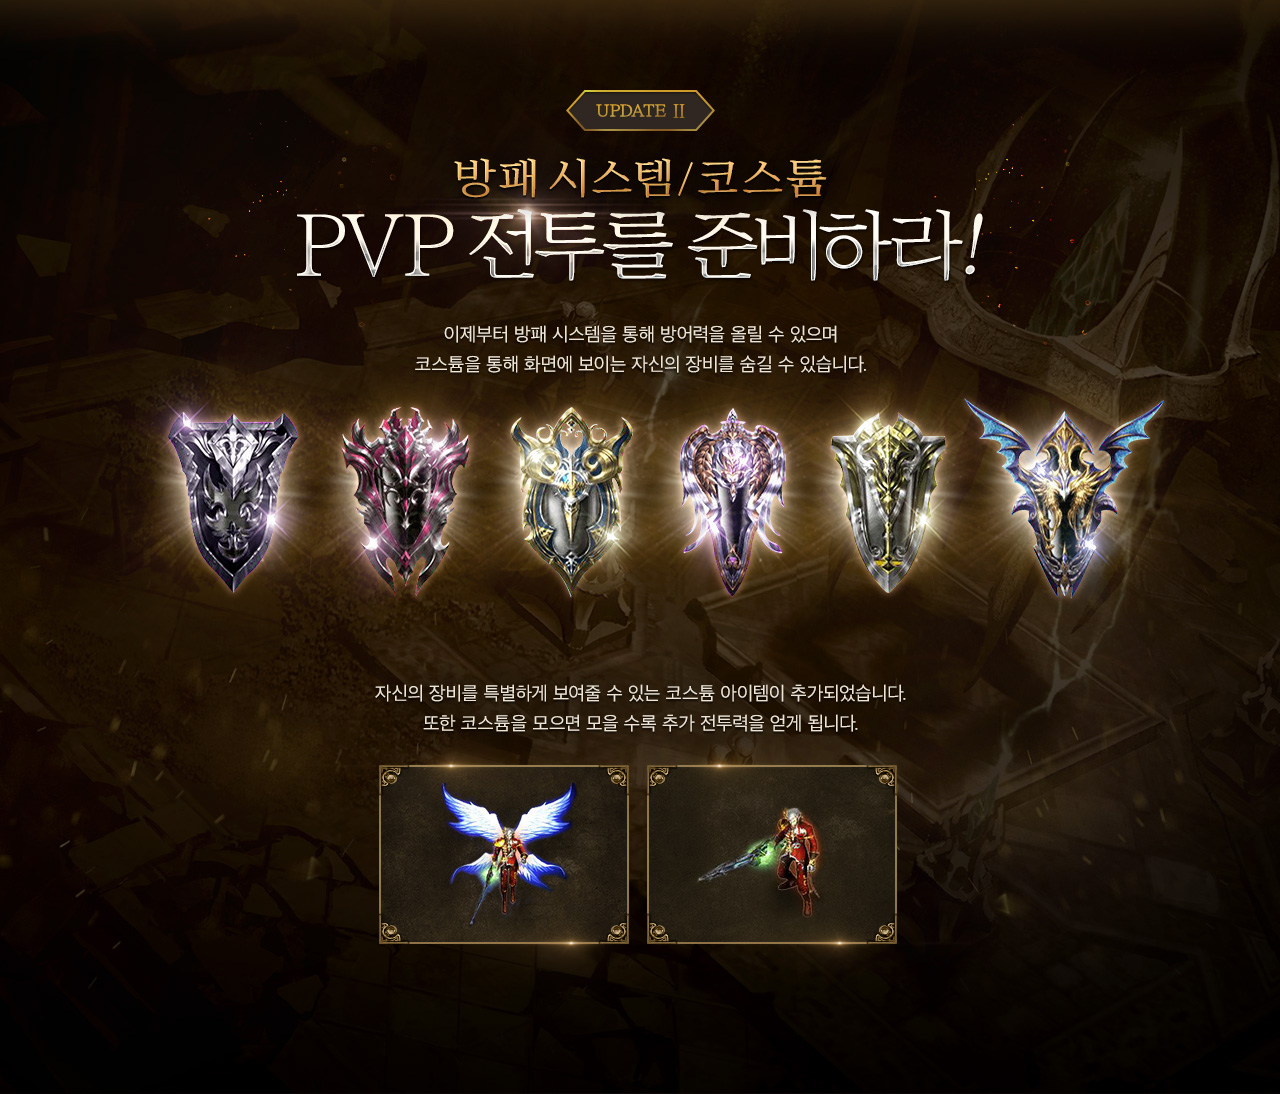 UPDATE Ⅱ
방패 시스템/코스튬
PVP 전투를 준비하라!
이제부터 방패 시스템을 통해 방어력을 올릴 수 있으며
코스튬을 통해 화면에 보이는 자신의 장비를 숨길 수 있습니다.
자신의 장비를 특별하게 보여줄 수 있는 코스튬 아이템이 추가되었습니다.
또한 코스튬을 모으면 모을 수록 추가 전투력을 얻게 됩니다.